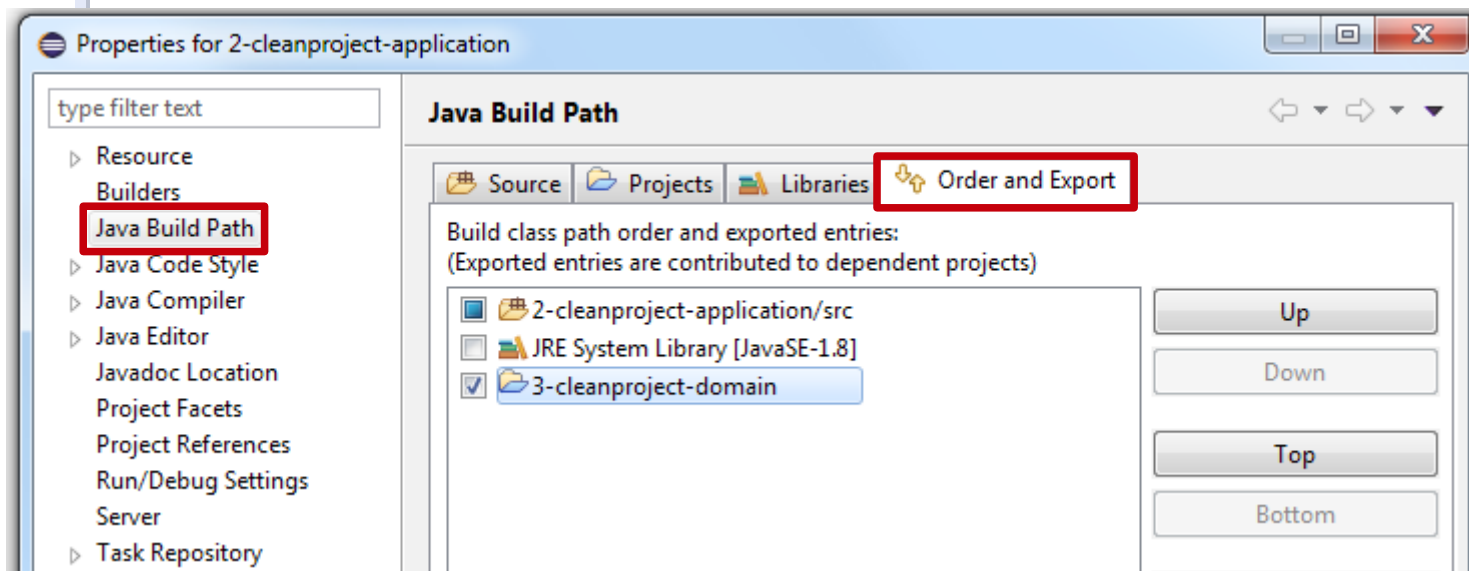 Properties for 2-cleanproject-application
type filter text
Resource
Builders
Java Build Path
Java Code Style
Java Compiler
Java Editor
Javadoc Location
Project Facets
Project References
Run/Debug Settings
Server
Task Repository
Java Build Path
Source Projects Libraries Order and Export
Build class path order and exported entries:
(Exported entries are contributed to dependent projects)
2-cleanproject-application/src
JRE System Library [JavaSE-1.8]
3-cleanproject-domain
Up
Down
Top
Bottom